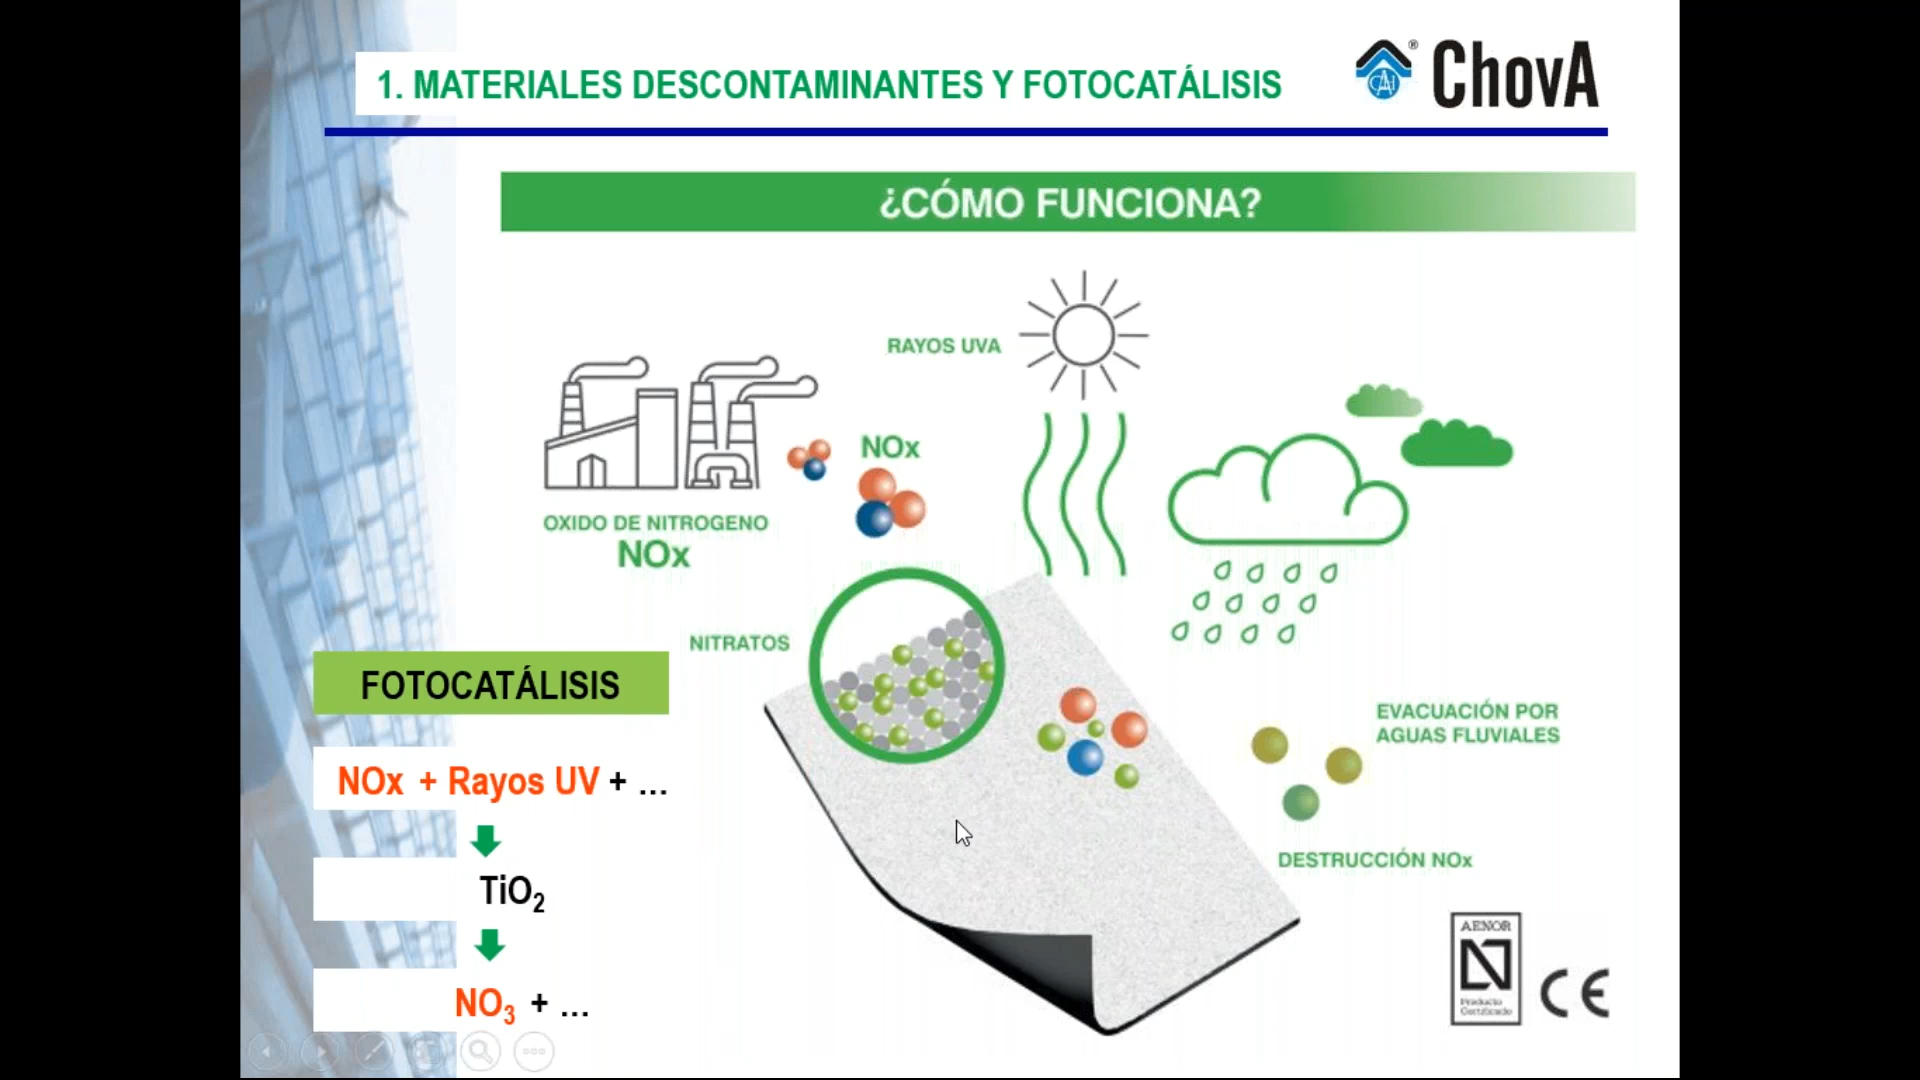 1. MATERIALES DESCONTAMINANTES Y FOTOCATÁLISIS
CAH
®
ChovA
¿CÓMO FUNCIONA?
RAYOS UVA
NOx
OXIDO DE NITROGENO
NOx
NITRATOS
FOTOCATÁLISIS
NOx + Rayos UV + ...
TiO₂
NO₃ + ...
EVACUACIÓN POR
AGUAS FLUVIALES
DESTRUCCIÓN NOx
AENOR
N
Producto
Certificado
CE